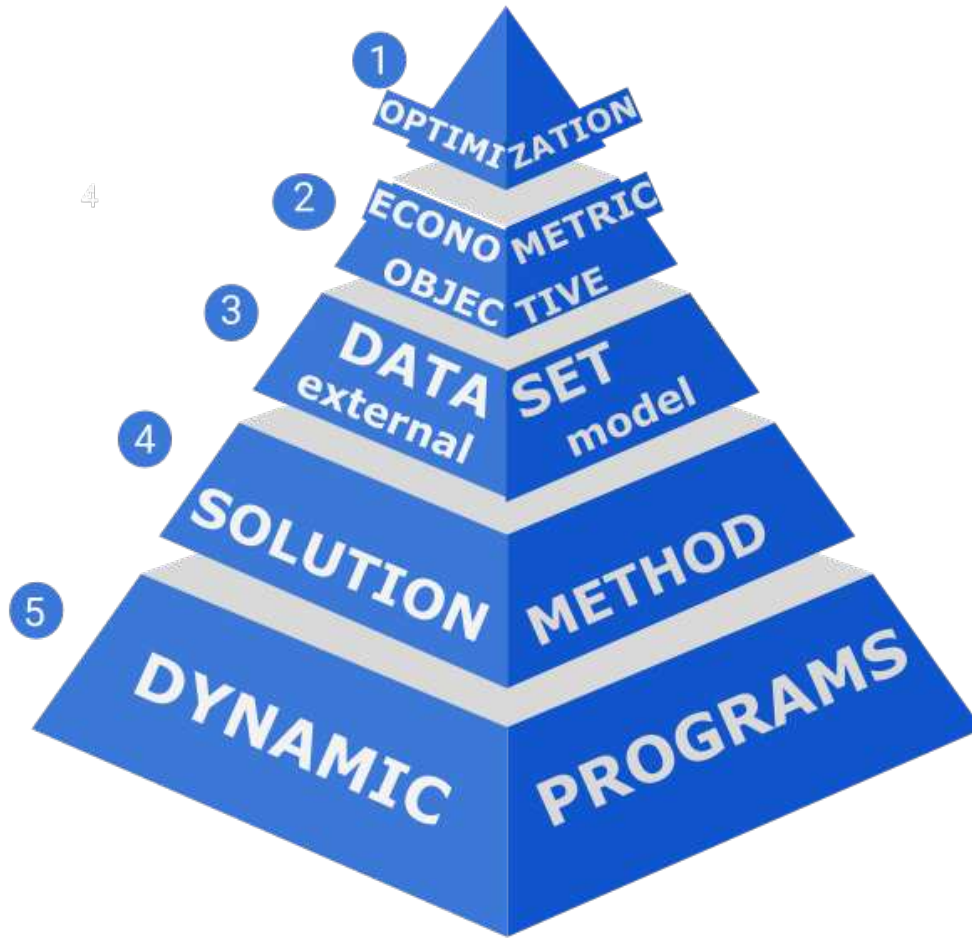 1
OPTIMIZATION
2
ECONOMETRIC
OBJECTIVE
4
3
DATA SET
external model
4
SOLUTION METHOD
5
DYNAMIC PROGRAMS